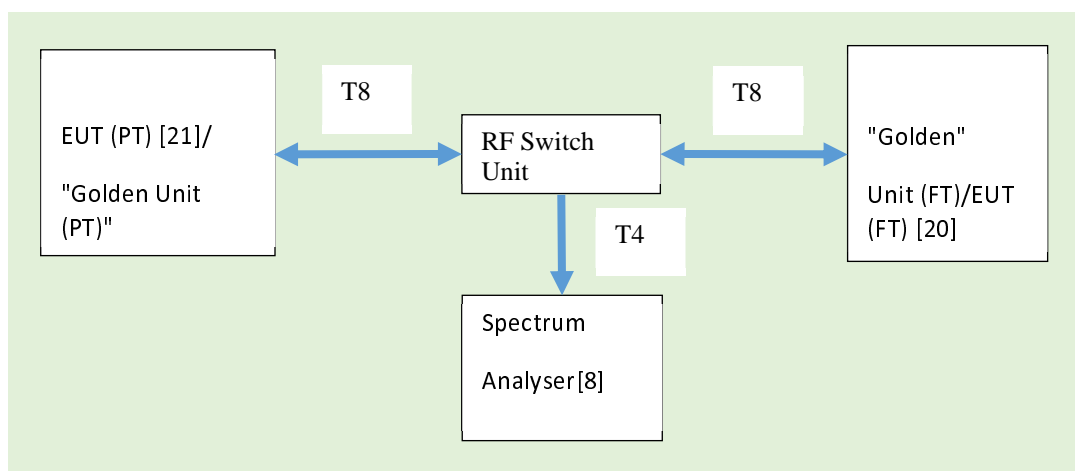 EUT (PT) [21]/
"Golden Unit
(PT)"
T8
RF Switch
Unit
T8
"Golden"
Unit (FT)/EUT
(FT) [20]
T4
Spectrum
Analyser[8]